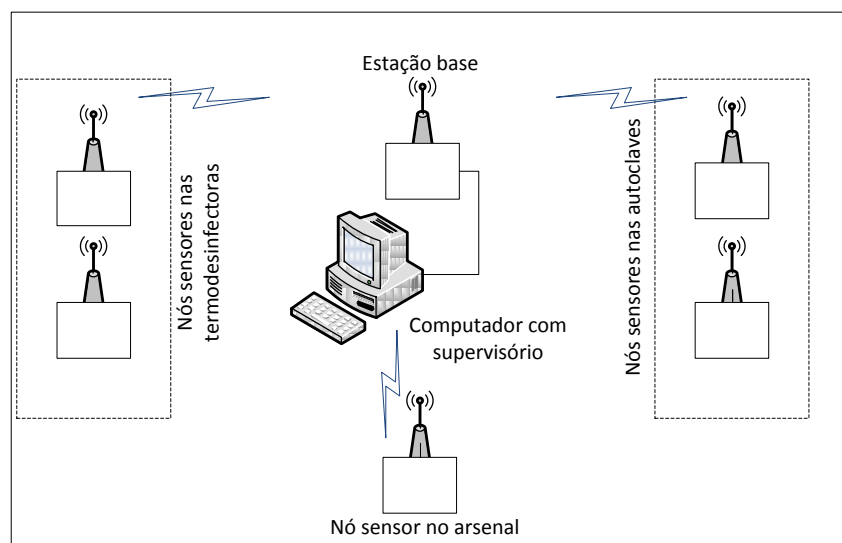 Estação base
Nós sensores nas
termodesinfectoras
Nós sensores nas autoclaves
Computador com
supervisório
Nó sensor no arsenal